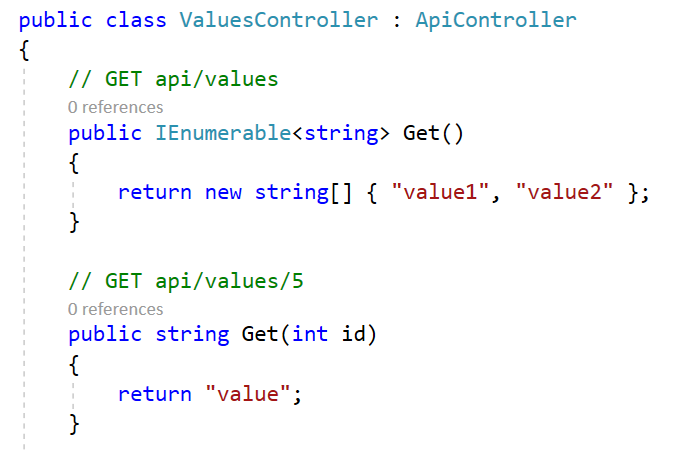 public class ValuesController : ApiController
{
// GET api/values
0 references
public IEnumerable<string> Get()
{
return new string[] { "value1", "value2" };
}
// GET api/values/5
0 references
public string Get(int id)
{
return "value";
}